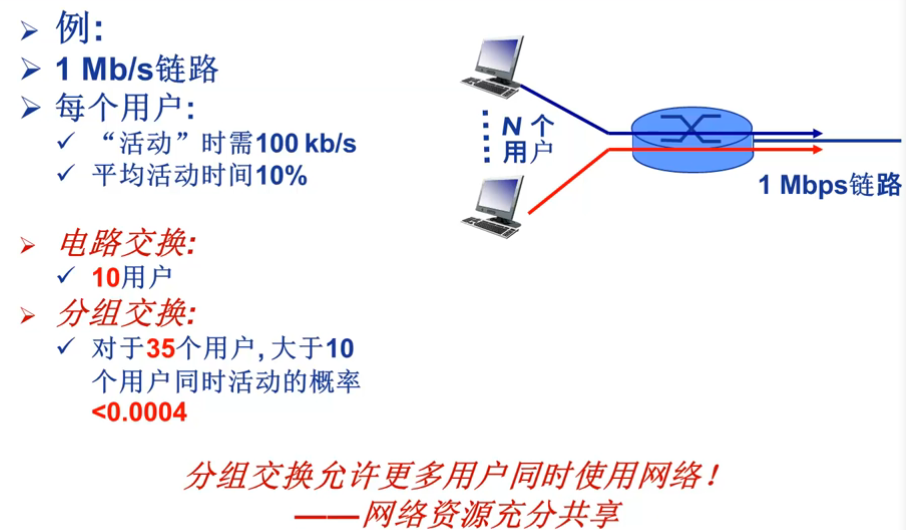 例:
1 Mb/s链路
每个用户:
“活动”时需100 kb/s
平均活动时间10%
N 个
用户
1 Mbps链路
电路交换:
10用户
分组交换:
对于35个用户, 大于10
个用户同时活动的概率
<0.0004
分组交换允许更多用户同时使用网络!
——网络资源充分共享